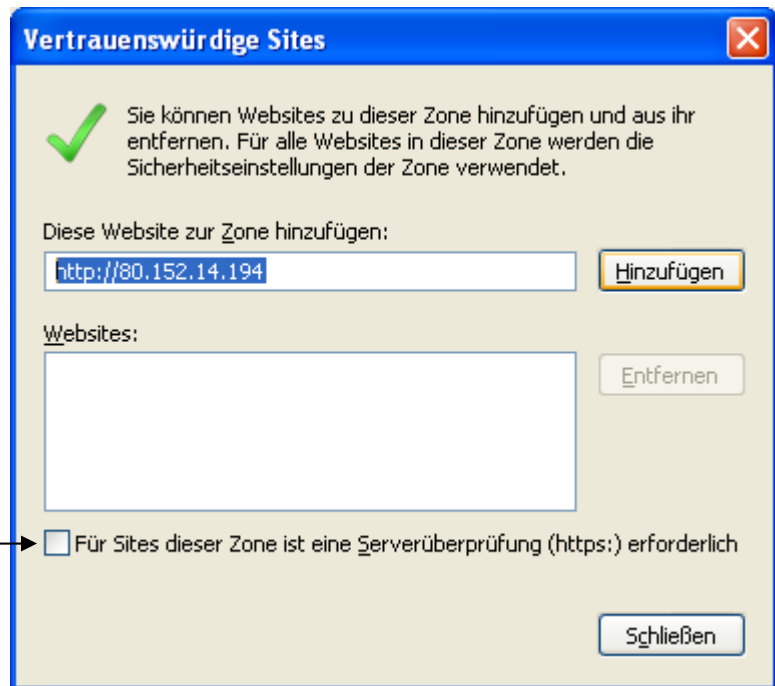 Vertrauenswürdige Sites
Sie können Websites zu dieser Zone hinzufügen und aus ihr
entfernen. Für alle Websites in dieser Zone werden die
Sicherheitseinstellungen der Zone verwendet.
Diese Website zur Zone hinzufügen:
http://80.152.14.194
Hinzufügen
Websites:
Entfernen
Für Sites dieser Zone ist eine Serverüberprüfung (https:) erforderlich
Schließen